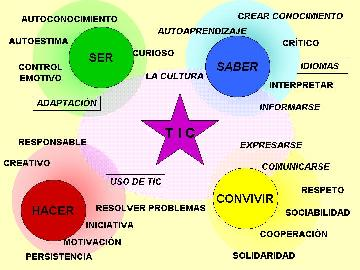 AUTOCONOCIMIENTO
AUTOESTIMA
CONTROL
EMOTIVO
ADAPTACIÓN
SER
CURIOSO
LA CULTURA
CREAR CONOCIMIENTO
AUTOAPRENDIZAJE
CRÍTICO
SABER
IDIOMAS
INTERPRETAR
INFORMARSE
T I C
RESPONSABLE
CREATIVO
USO DE TIC
HACER
RESOLVER PROBLEMAS
INICIATIVA
MOTIVACIÓN
PERSISTENCIA
EXPRESARSE
COMUNICARSE
CONVIVIR
RESPETO
SOCIABILIDAD
COOPERACIÓN
SOLIDARIDAD